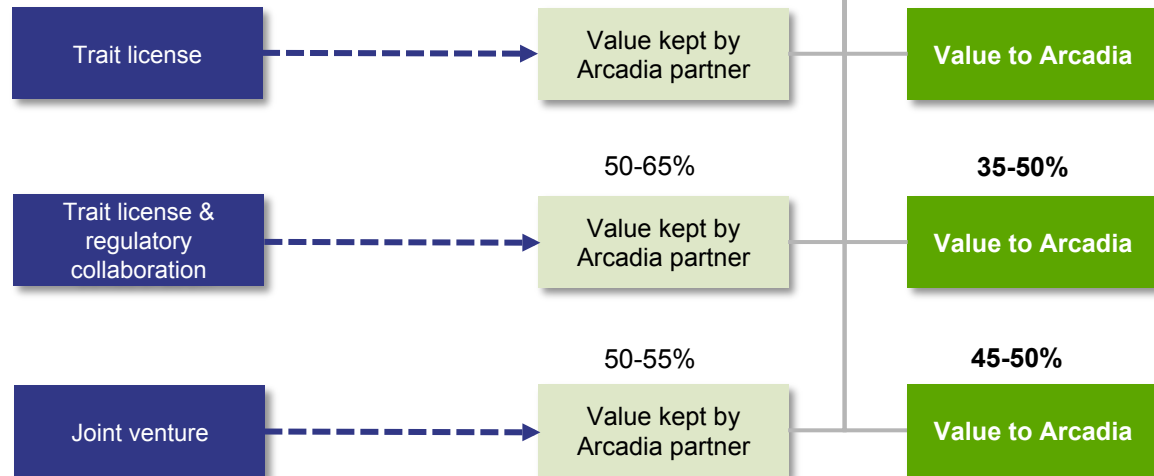 Trait license
Value kept by
Arcadia partner
Value to Arcadia
50-65%
35-50%
Trait license &
regulatory
collaboration
Value kept by
Arcadia partner
Value to Arcadia
50-55%
45-50%
Joint venture
Value kept by
Arcadia partner
Value to Arcadia